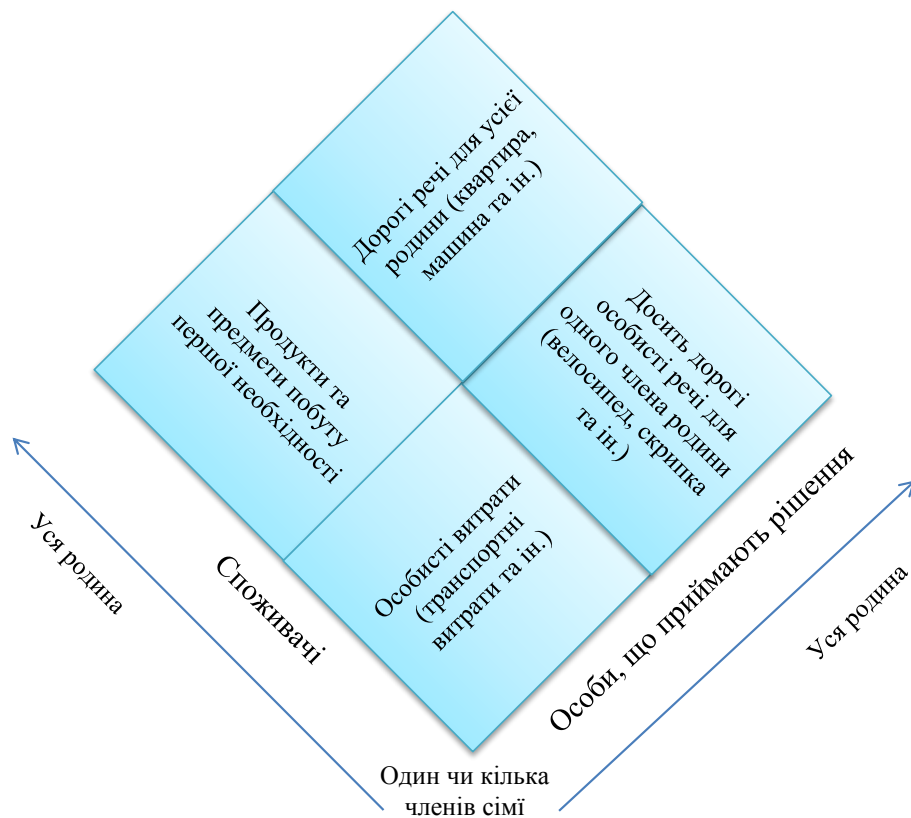 Дорогі речі для усієї
родини (квартира,
машина та ін.)
Продукти та
предмети побуту
першої необхідності
Досить дорогі
особисті речі для
одного члена родини
(велосипед, скрипка
та ін.)
Особисті витрати
(транспортні
витрати та ін.)
Уся родина
Споживачі
Особи, що приймають рішення
Уся родина
Один чи кілька
членів сімї